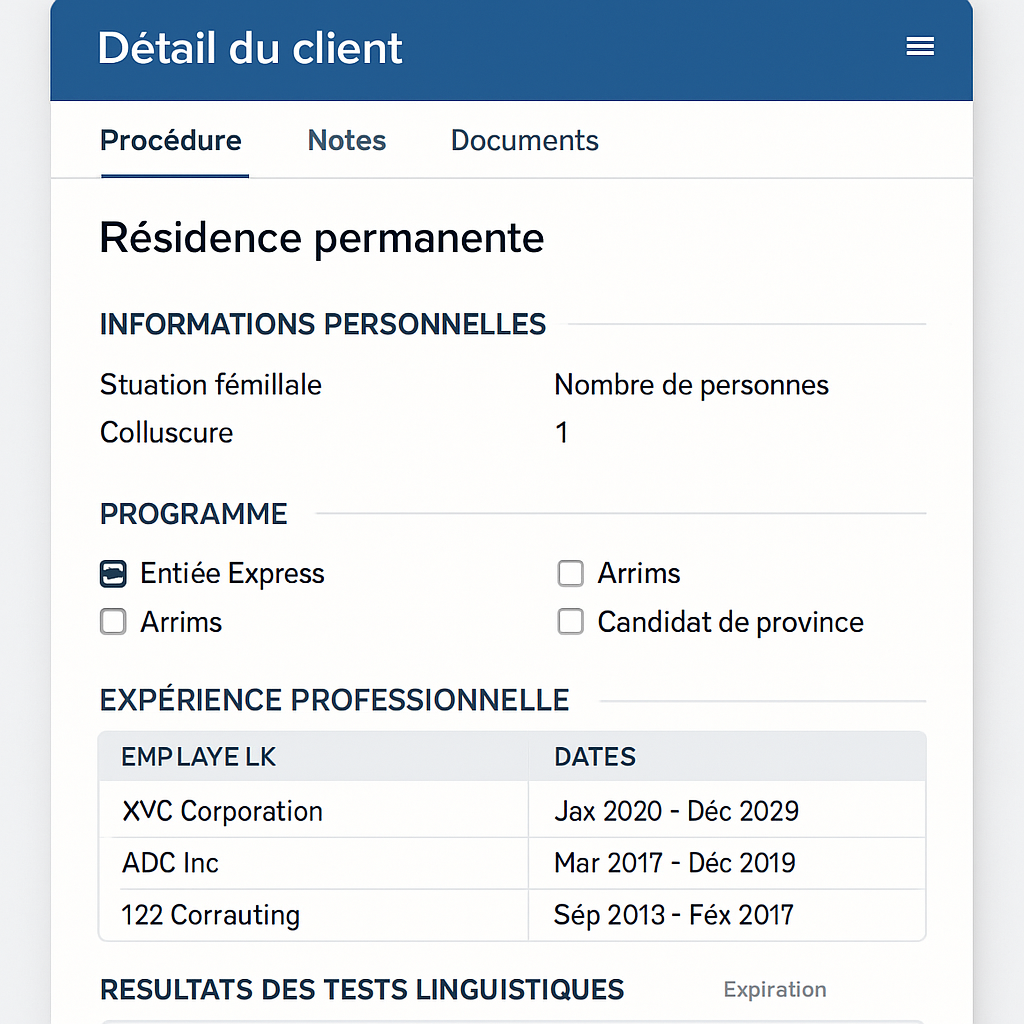 Détail du client
Procédure Notes Documents
Résidence permanente
INFORMATIONS PERSONNELLES
Stuation fémillale Nombre de personnes
Colluscure 1
PROGRAMME
Entiée Express Arrims
Arrims Candidat de province
EXPÉRIENCE PROFESSIONNELLE
EMPLAYE LK DATES
XVC Corporation Jax 2020 - Déc 2029
ADC Inc Mar 2017 - Déc 2019
122 Corrauting Sép 2013 - Féx 2017
RESULTATS DES TESTS LINGUISTIQUES Expiration